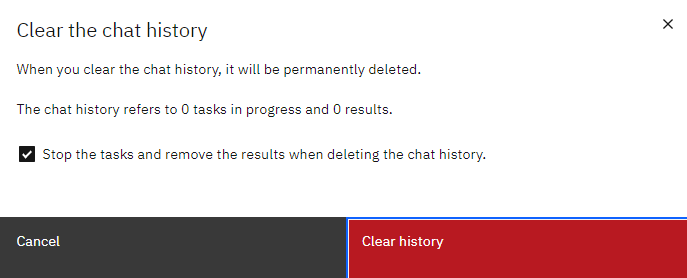 Clear the chat history
When you clear the chat history, it will be permanently deleted.
The chat history refers to 0 tasks in progress and 0 results.
Stop the tasks and remove the results when deleting the chat history.
Cancel
Clear history